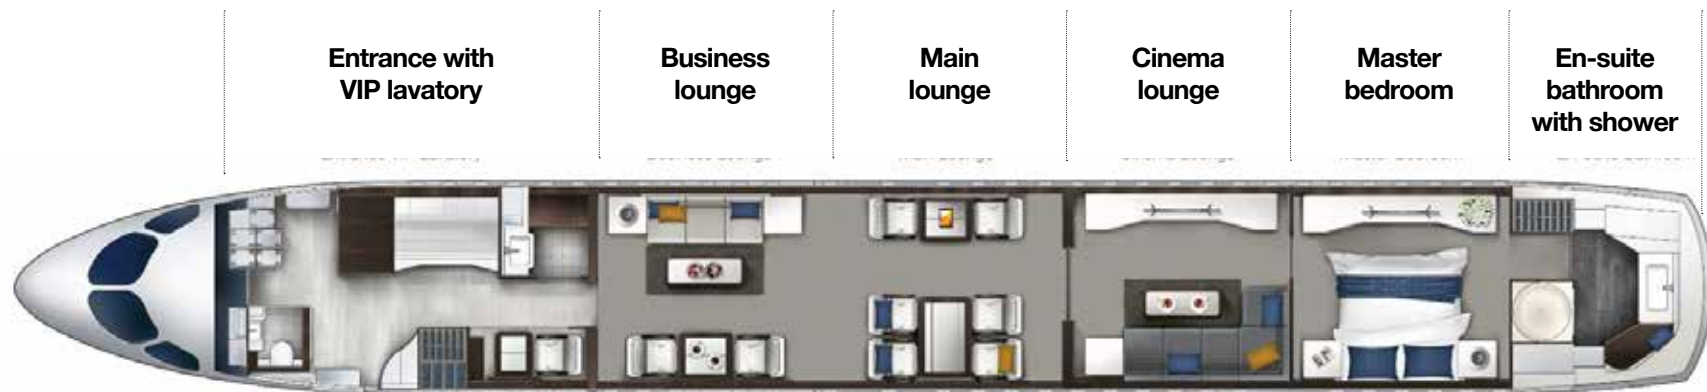 Entrance with
VIP lavatory
Business
lounge
Main
lounge
Cinema
lounge
Master
bedroom
En-suite
bathroom
with shower